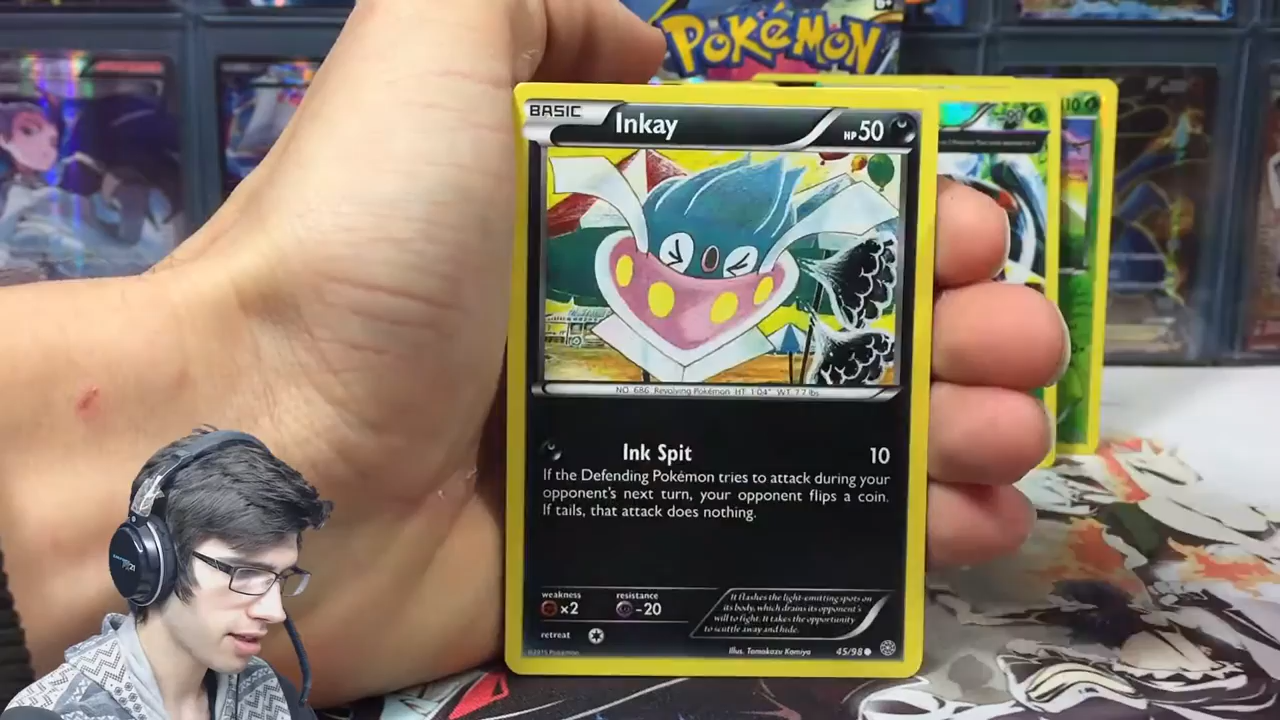 POKÉMON
BASIC
Inkay
HP 50
NO. 686 Revolving Pokémon HT: 1'04" WT: 7.7 lbs
Ink Spit 10
If the Defending Pokémon tries to attack during your
opponent's next turn, your opponent flips a coin.
If tails, that attack does nothing.
weakness
×2
resistance
-20
retreat
It flashes the light-emitting spots on
its body, which drains its opponent's
will to fight. It takes the opportunity
to scuttle away and hide.
©2015 Pokémon
Illus. Tomokazu Komiya
45/98